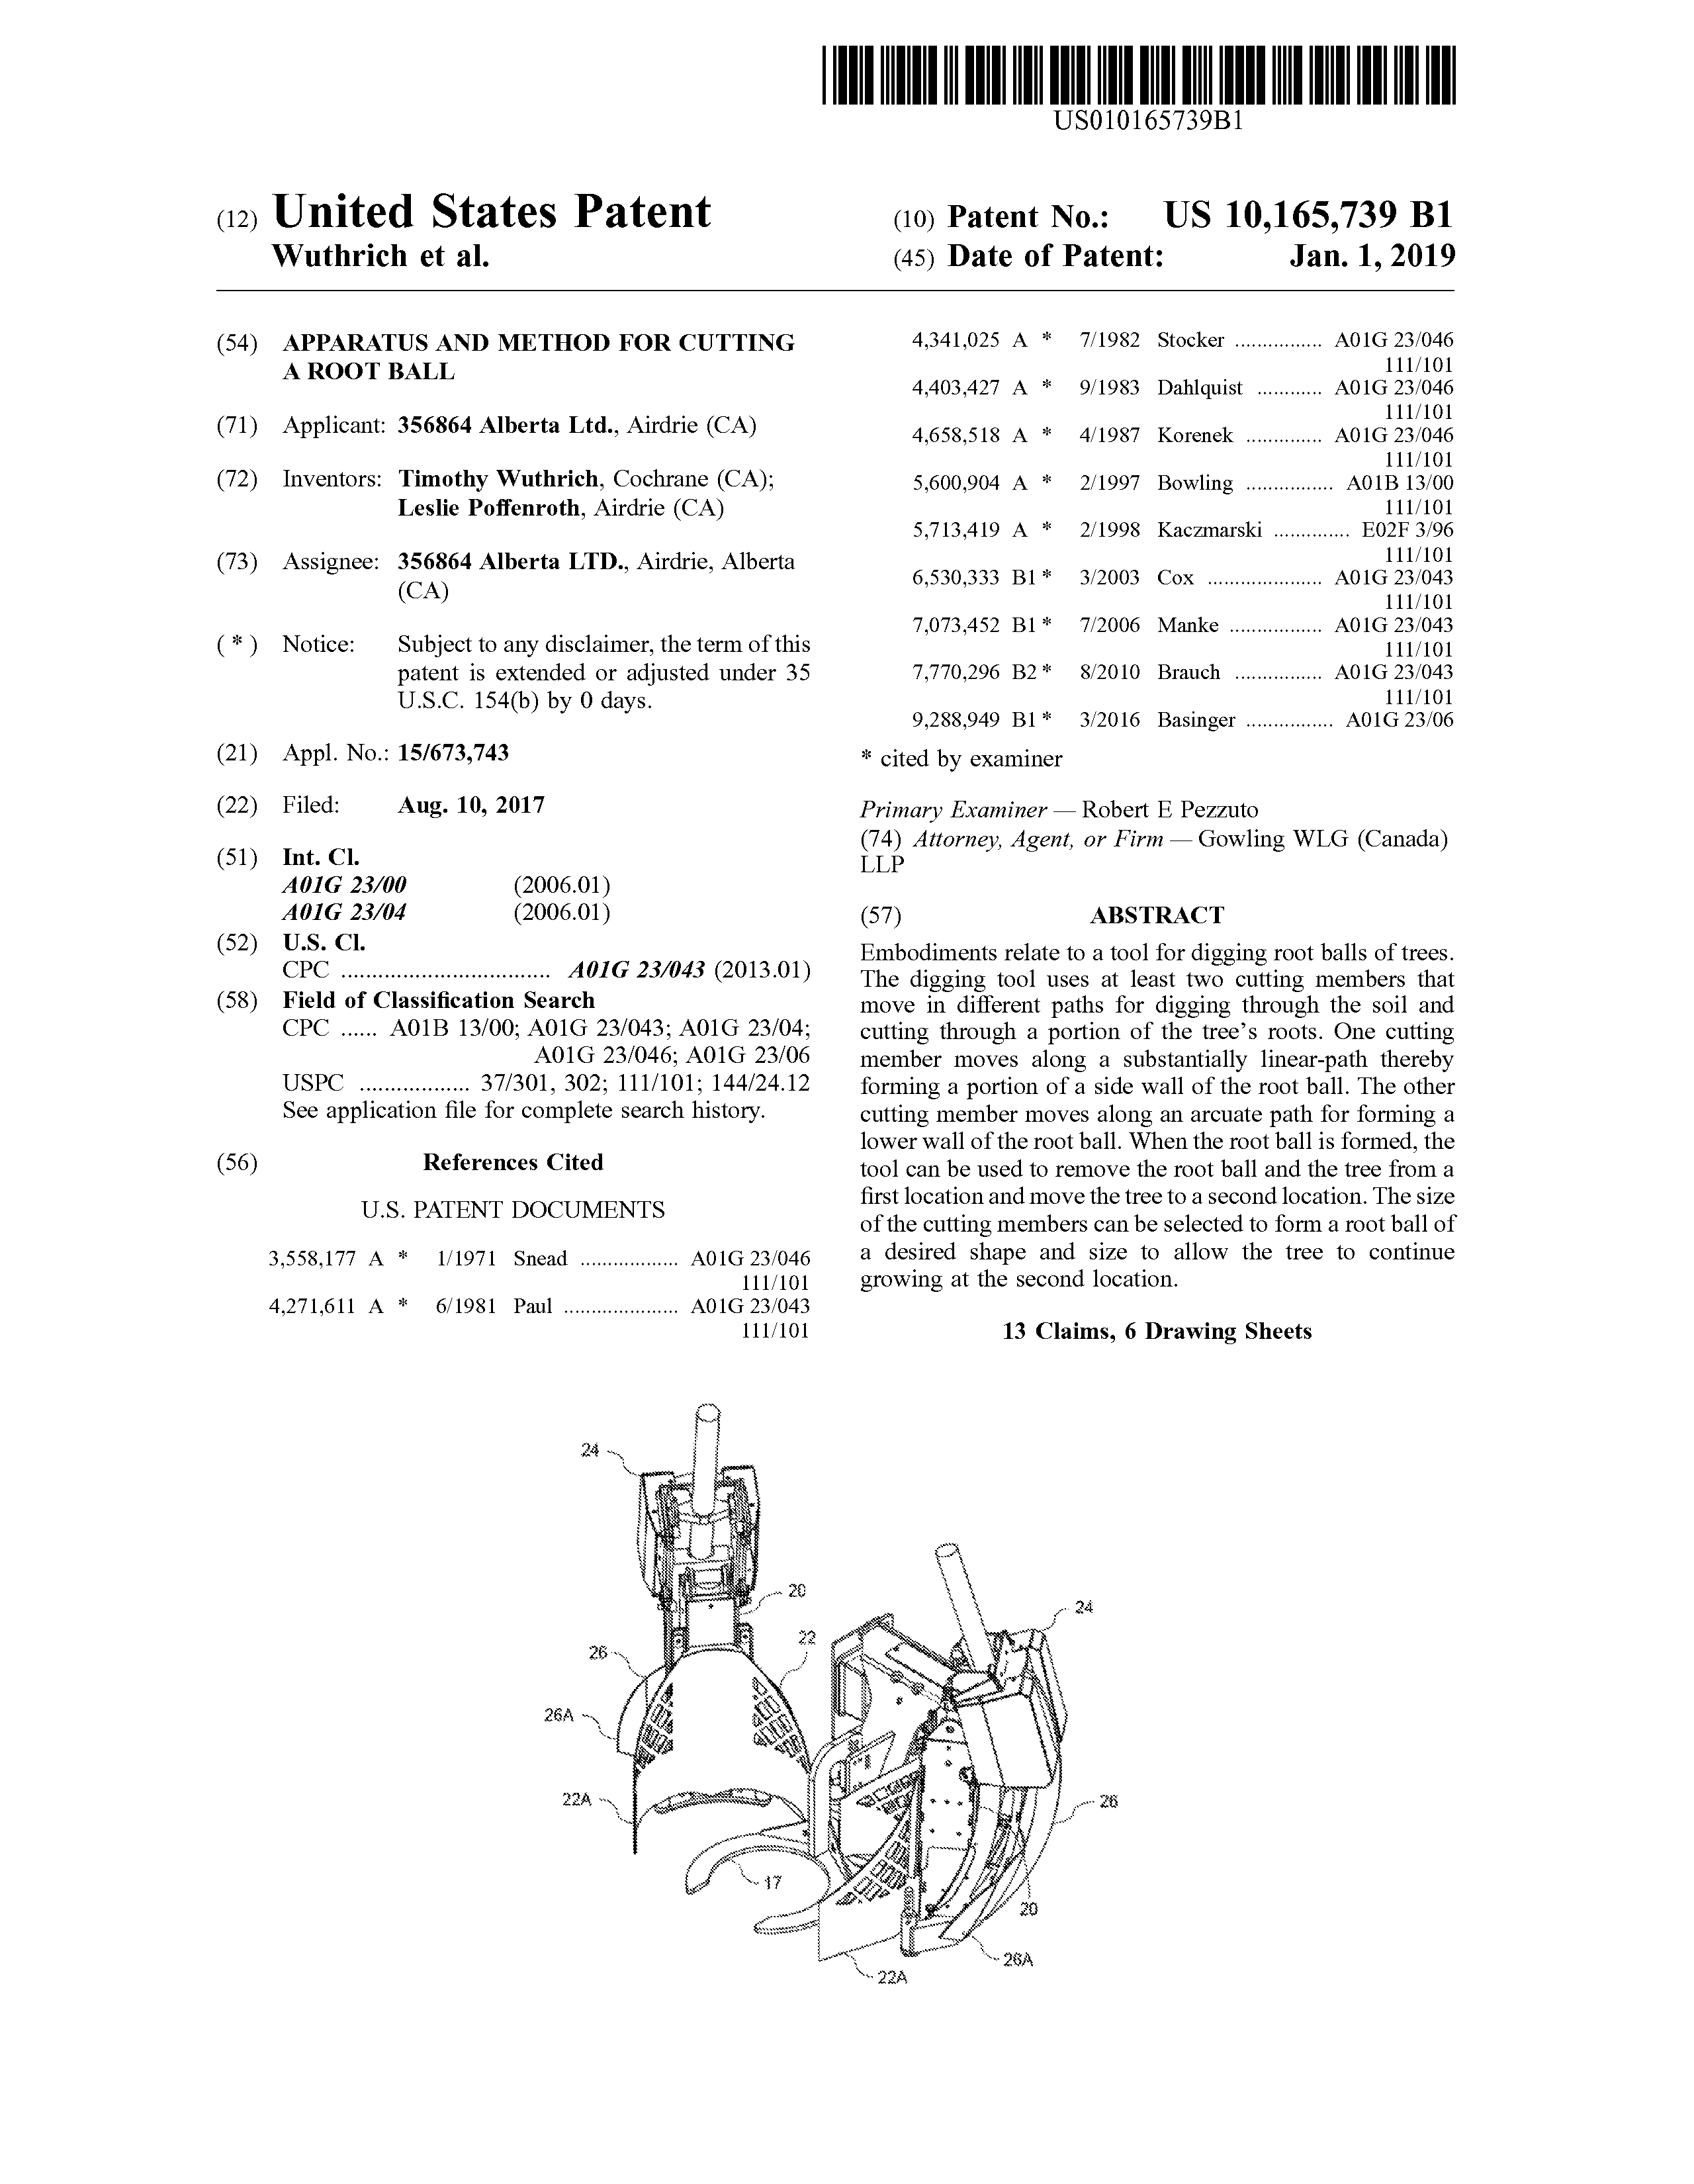 US010165739B1
(12) United States Patent
Wuthrich et al.
(10) Patent No.: US 10,165,739 B1
(45) Date of Patent: Jan. 1, 2019
(54) APPARATUS AND METHOD FOR CUTTING
A ROOT BALL
(71) Applicant: 356864 Alberta Ltd., Airdrie (CA)
(72) Inventors: Timothy Wuthrich, Cochrane (CA);
Leslie Poffenroth, Airdrie (CA)
(73) Assignee: 356864 Alberta LTD., Airdrie, Alberta
(CA)
( * ) Notice: Subject to any disclaimer, the term of this
patent is extended or adjusted under 35
U.S.C. 154(b) by 0 days.
(21) Appl. No.: 15/673,743
(22) Filed: Aug. 10, 2017
(51) Int. Cl.
A01G 23/00 (2006.01)
A01G 23/04 (2006.01)
(52) U.S. Cl.
CPC .................................. A01G 23/043 (2013.01)
(58) Field of Classification Search
CPC ...... A01B 13/00; A01G 23/043; A01G 23/04;
A01G 23/046; A01G 23/06
USPC .................. 37/301, 302; 111/101; 144/24.12
See application file for complete search history.
(56) References Cited
U.S. PATENT DOCUMENTS
3,558,177 A * 1/1971 Snead .................. A01G 23/046
111/101
4,271,611 A * 6/1981 Paul ..................... A01G 23/043
111/101
4,341,025 A * 7/1982 Stocker ................ A01G 23/046
111/101
4,403,427 A * 9/1983 Dahlquist ............ A01G 23/046
111/101
4,658,518 A * 4/1987 Korenek .............. A01G 23/046
111/101
5,600,904 A * 2/1997 Bowling ................ A01B 13/00
111/101
5,713,419 A * 2/1998 Kaczmarski .............. E02F 3/96
111/101
6,530,333 B1 * 3/2003 Cox ..................... A01G 23/043
111/101
7,073,452 B1 * 7/2006 Manke ................. A01G 23/043
111/101
7,770,296 B2 * 8/2010 Brauch ................ A01G 23/043
111/101
9,288,949 B1 * 3/2016 Basinger ................ A01G 23/06
* cited by examiner
Primary Examiner — Robert E Pezzuto
(74) Attorney, Agent, or Firm — Gowling WLG (Canada)
LLP
(57) ABSTRACT
Embodiments relate to a tool for digging root balls of trees.
The digging tool uses at least two cutting members that
move in different paths for digging through the soil and
cutting through a portion of the tree's roots. One cutting
member moves along a substantially linear-path thereby
forming a portion of a side wall of the root ball. The other
cutting member moves along an arcuate path for forming a
lower wall of the root ball. When the root ball is formed, the
tool can be used to remove the root ball and the tree from a
first location and move the tree to a second location. The size
of the cutting members can be selected to form a root ball of
a desired shape and size to allow the tree to continue
growing at the second location.
13 Claims, 6 Drawing Sheets
24
20
24
22
26
26A
22A
26
17
20
26A
22A